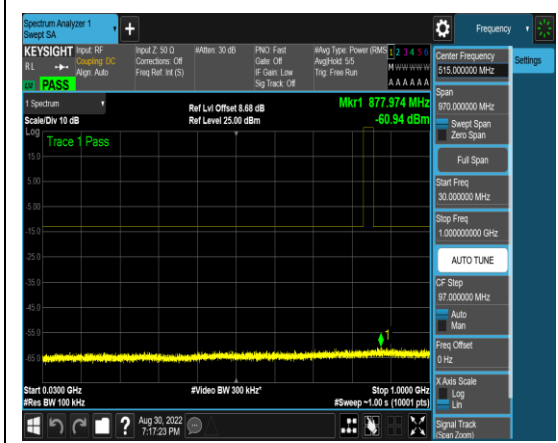 Spectrum Analyzer 1
Swept SA
Frequency
KEYSIGHT Input: RF Input Z: 50 Ω #Atten: 30 dB PNO: Fast #Avg Type: Power (RMS 1 2 3 4 5 6
RL Coupling: DC Corrections: Off Gate: Off Avg|Hold: 5/5 M W W W W W
Align: Auto Freq Ref: Int (S) IF Gain: Low Trig: Free Run
Sig Track: Off A A A A A A
PASS
1 Spectrum
Scale/Div 10 dB
Ref Lvl Offset 8.68 dB
Ref Level 25.00 dBm
Mkr1 877.974 MHz
-60.94 dBm
Log
Trace 1 Pass
15.0
5.00
-5.00
-15.0
-25.0
-35.0
-45.0
-55.0
-65.0
1
Start 0.0300 GHz #Video BW 300 kHz* Stop 1.0000 GHz
#Res BW 100 kHz #Sweep ~1.00 s (10001 pts)
Center Frequency
515.000000 MHz
Settings
Span
970.000000 MHz
Swept Span
Zero Span
Full Span
Start Freq
30.000000 MHz
Stop Freq
1.000000000 GHz
AUTO TUNE
CF Step
97.000000 MHz
Auto
Man
Freq Offset
0 Hz
X Axis Scale
Log
Lin
Signal Track
(Span Zoom)
? Aug 30, 2022
7:17:23 PM